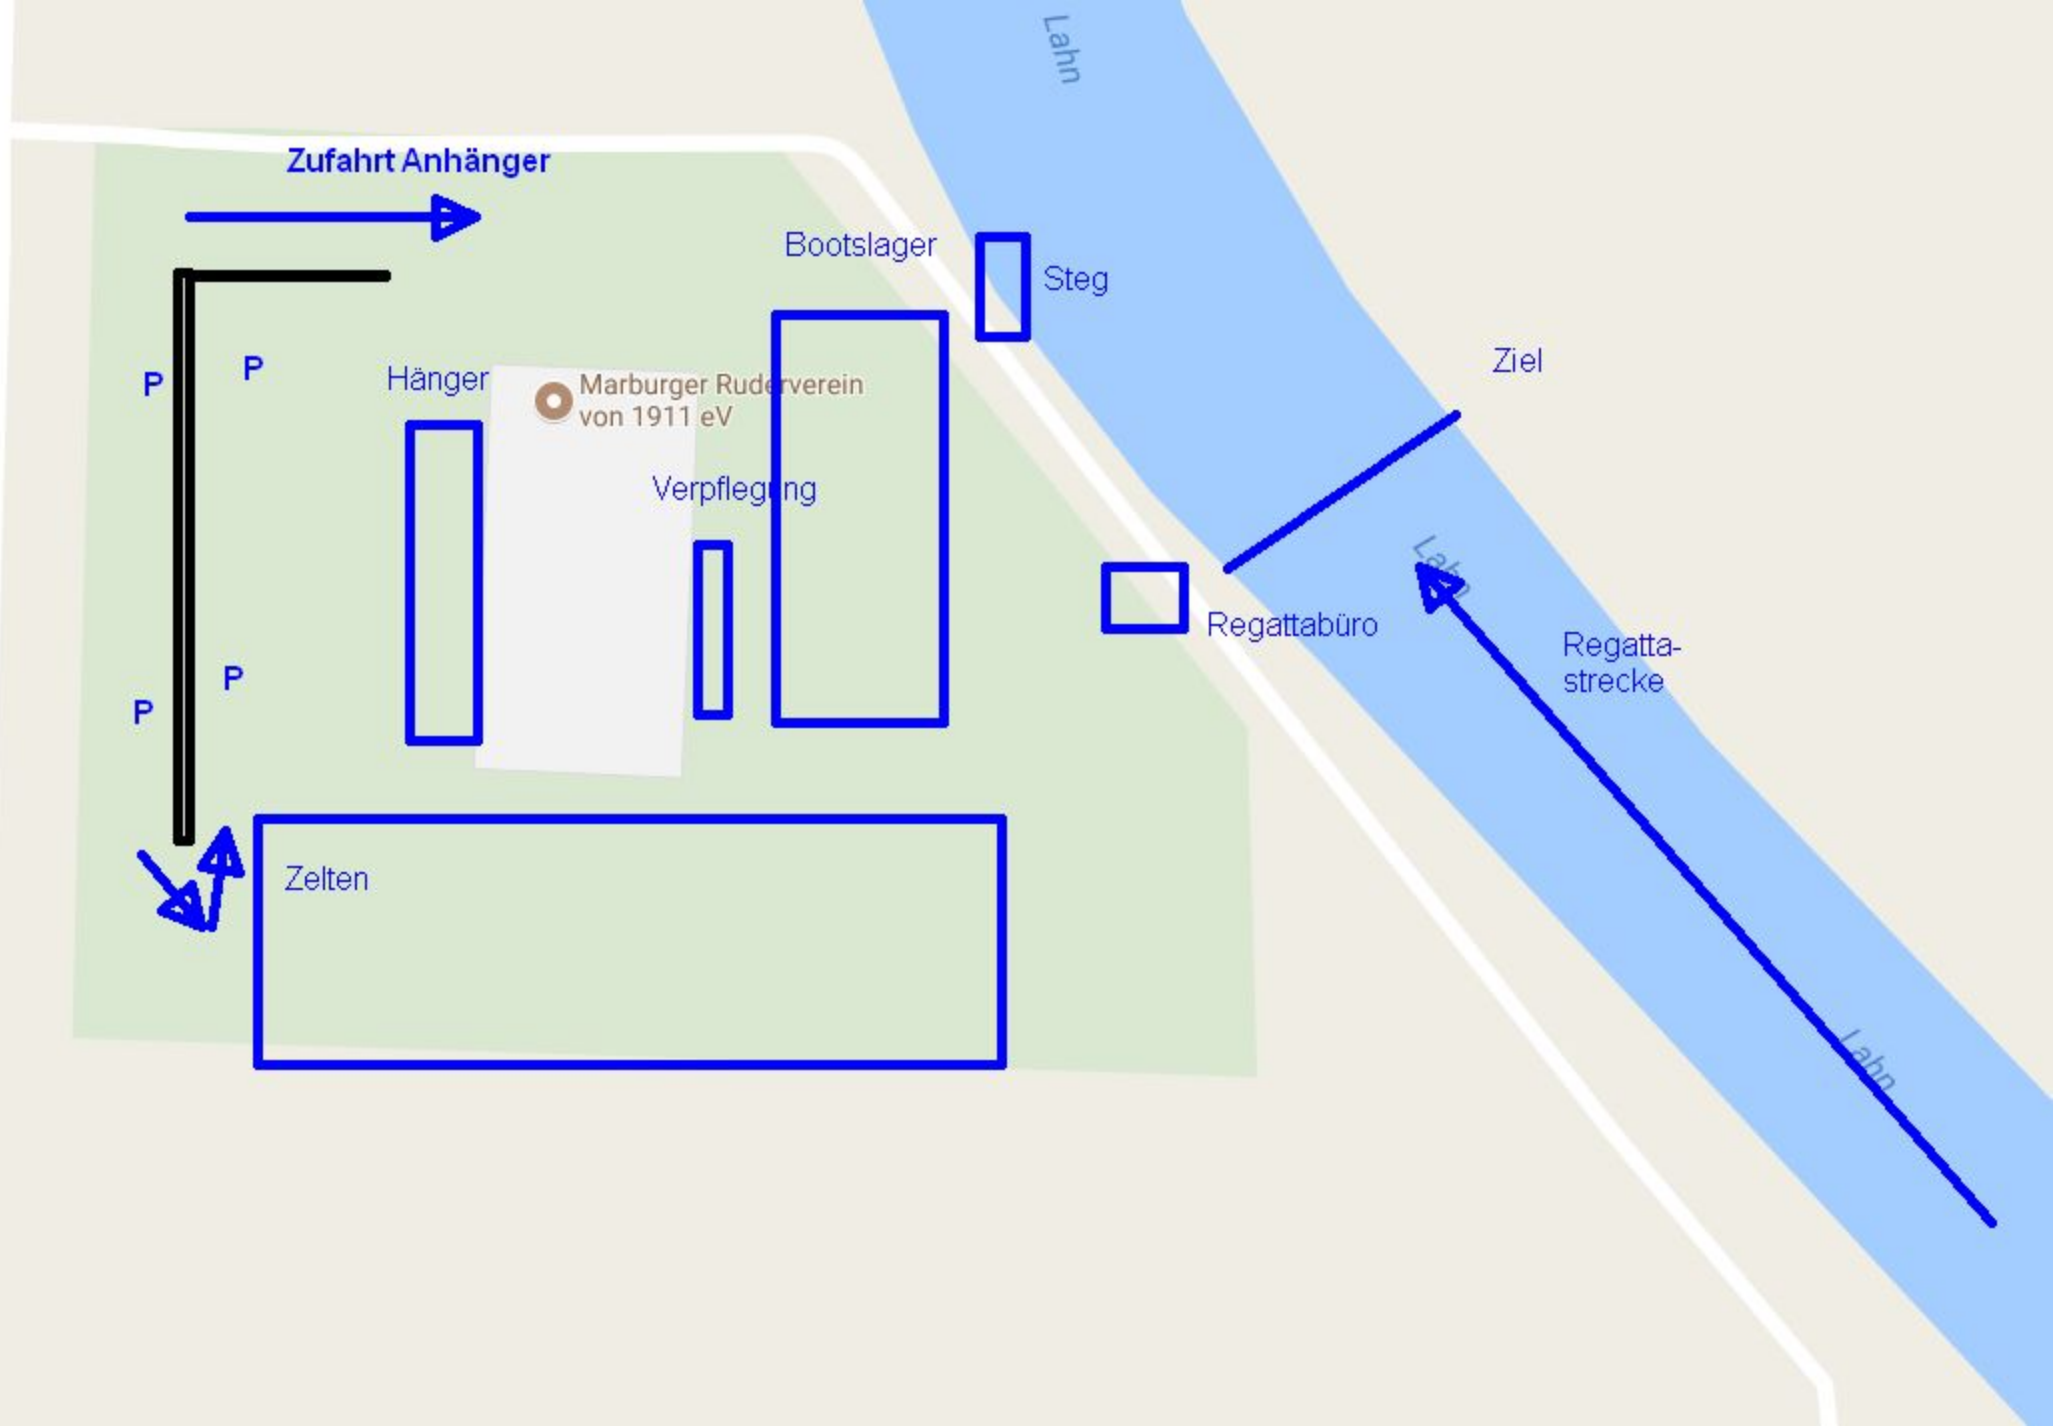 Lahn
Zufahrt Anhänger
Bootslager
Steg
P
P
Hänger
Marburger Ruderverein
von 1911 eV
Ziel
Verpflegung
Lahn
Regattabüro
Regatta-
strecke
P
P
Zelten
Lahn